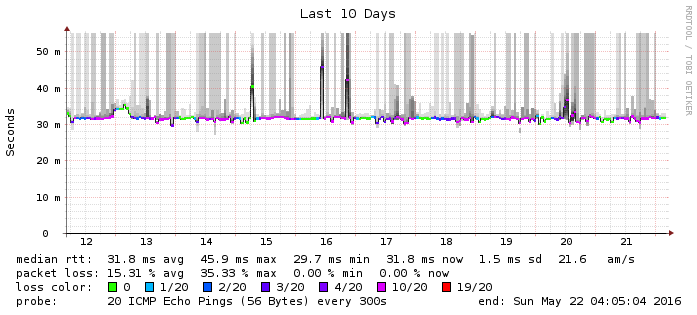 Last 10 Days
RRDTOOL / TOBI OETIKER
Seconds
50 m
40 m
30 m
20 m
10 m
0
12 13 14 15 16 17 18 19 20 21
median rtt: 31.8 ms avg 45.9 ms max 29.7 ms min 31.8 ms now 1.5 ms sd 21.6 am/s
packet loss: 15.31 % avg 35.33 % max 0.00 % min 0.00 % now
loss color: 0 1/20 2/20 3/20 4/20 10/20 19/20
probe: 20 ICMP Echo Pings (56 Bytes) every 300s end: Sun May 22 04:05:04 2016